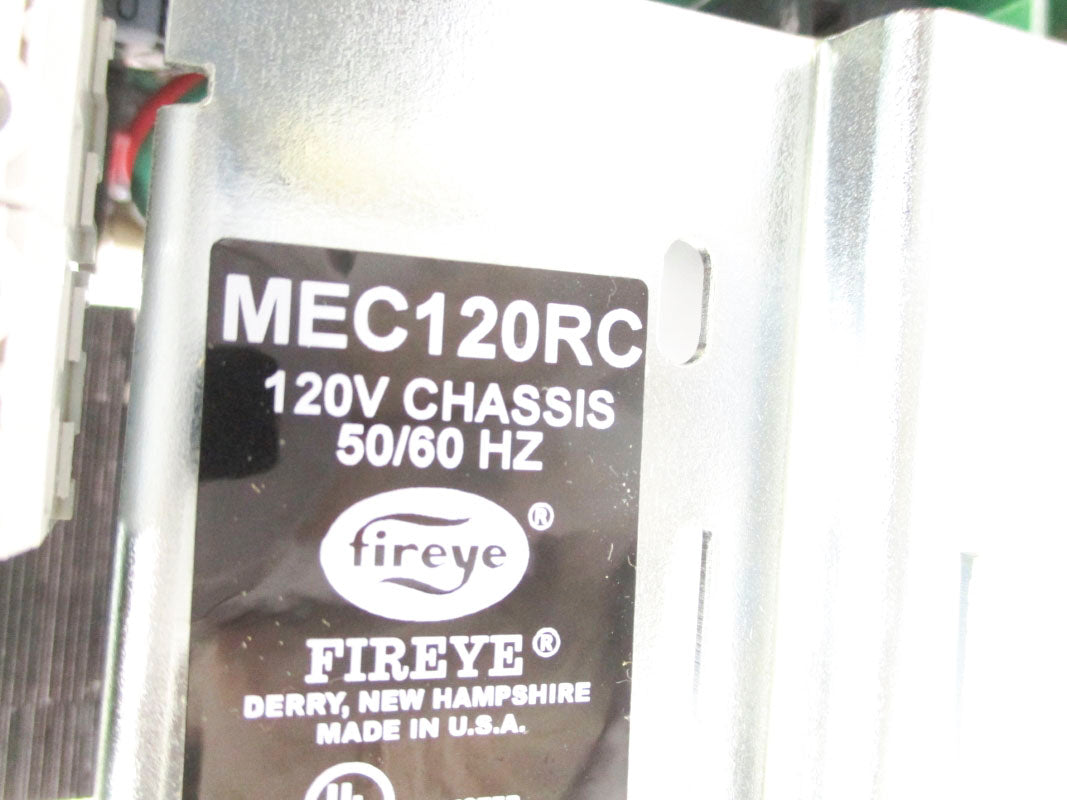 MEC120RC
120V CHASSIS
50/60 HZ
fireye ®
FIREYE ®
DERRY, NEW HAMPSHIRE
MADE IN U.S.A.